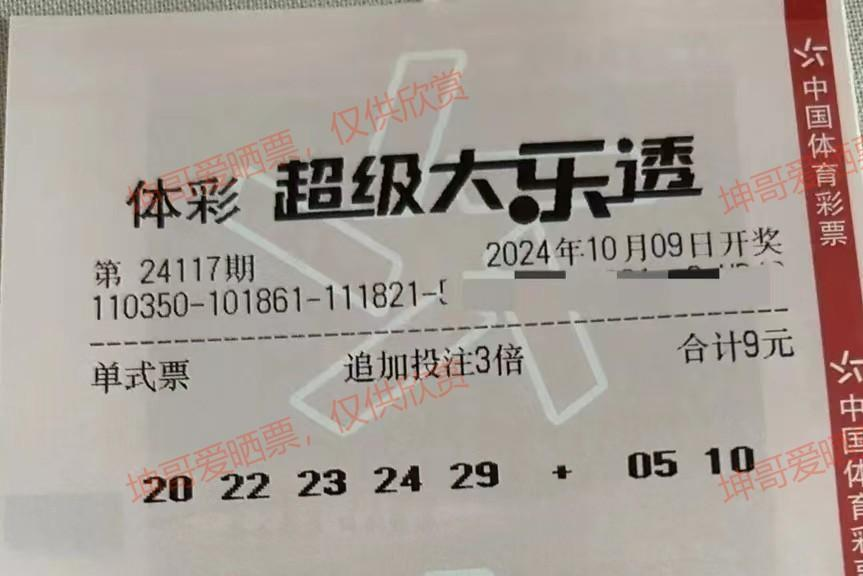 体彩 超级大乐透
第 24117期 2024年10月09日开奖
110350-101861-111821-
单式票 追加投注3倍 合计9元
20 22 23 24 29 + 05 10
中国体育彩票
中国体育彩
坤哥爱晒票，仅供欣赏
坤哥爱晒票，仅供欣赏
坤哥爱晒
坤哥爱晒